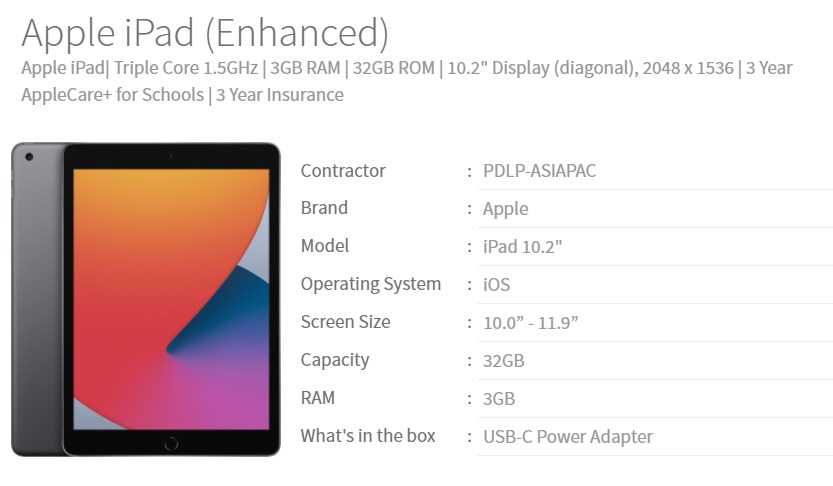 Apple iPad (Enhanced)
Apple iPad| Triple Core 1.5GHz | 3GB RAM | 32GB ROM | 10.2" Display (diagonal), 2048 x 1536 | 3 Year
AppleCare+ for Schools | 3 Year Insurance
Contractor : PDLP-ASIAPAC
Brand : Apple
Model : iPad 10.2"
Operating System : iOS
Screen Size : 10.0” - 11.9”
Capacity : 32GB
RAM : 3GB
What's in the box : USB-C Power Adapter